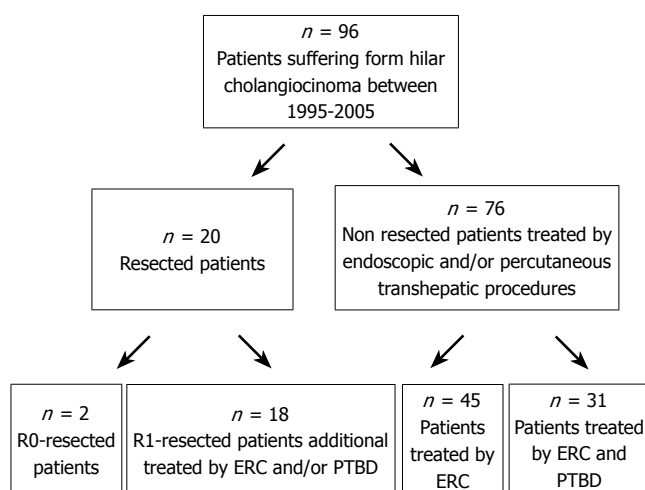 n = 96
Patients suffering form hilar
cholangiocinoma between
1995-2005
n = 20
Resected patients
n = 76
Non resected patients treated by
endoscopic and/or percutaneous
transhepatic procedures
n = 2
R0-resected
patients
n = 18
R1-resected patients additional
treated by ERC and/or PTBD
n = 45
Patients
treated by
ERC
n = 31
Patients treated
by ERC and
PTBD